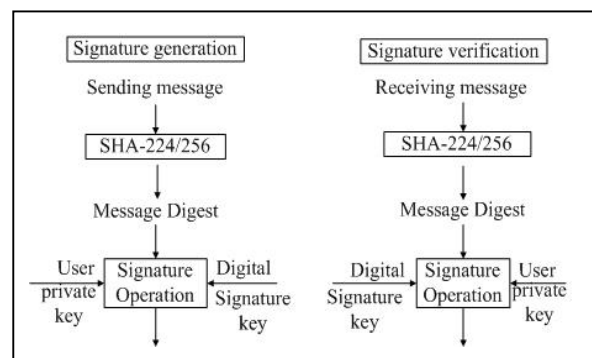 Signature generation
Sending message
SHA-224/256
Message Digest
User
private
key
Signature
Operation
Digital
Signature
key
Signature verification
Receiving message
SHA-224/256
Message Digest
Digital
Signature
key
Signature
Operation
User
private
key